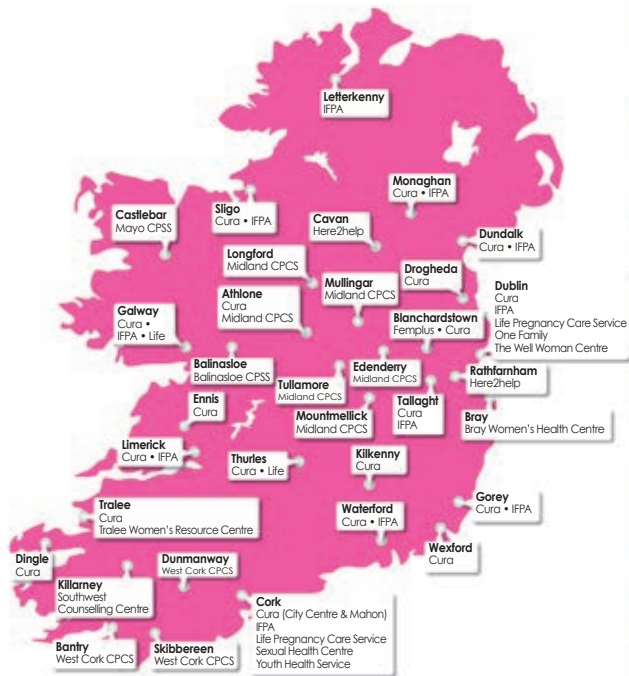 Letterkenny
IFPA
Monaghan
Cura • IFPA
Sligo
Cura • IFPA
Castlebar
Mayo CPSS
Cavan
Here2help
Dundalk
Cura • IFPA
Longford
Midland CPCS
Drogheda
Cura
Mullingar
Midland CPCS
Dublin
Cura
IFPA
Life Pregnancy Care Service
One Family
The Well Woman Centre
Athlone
Cura
Midland CPCS
Galway
Cura •
IFPA • Life
Blanchardstown
Femplus • Cura
Balinasloe
Balinasloe CPSS
Edenderry
Midland CPCS
Rathfarnham
Here2help
Tullamore
Midland CPCS
Tallaght
Cura
IFPA
Ennis
Cura
Mountmellick
Midland CPCS
Bray
Bray Women's Health Centre
Limerick
Cura • IFPA
Thurles
Cura • Life
Kilkenny
Cura
Gorey
Cura • IFPA
Tralee
Cura
Tralee Women's Resource Centre
Waterford
Cura • IFPA
Wexford
Cura
Dingle
Cura
Dunmanway
West Cork CPCS
Killarney
Southwest
Counselling Centre
Cork
Cura (City Centre & Mahon)
IFPA
Life Pregnancy Care Service
Sexual Health Centre
Youth Health Service
Bantry
West Cork CPCS
Skibbereen
West Cork CPCS